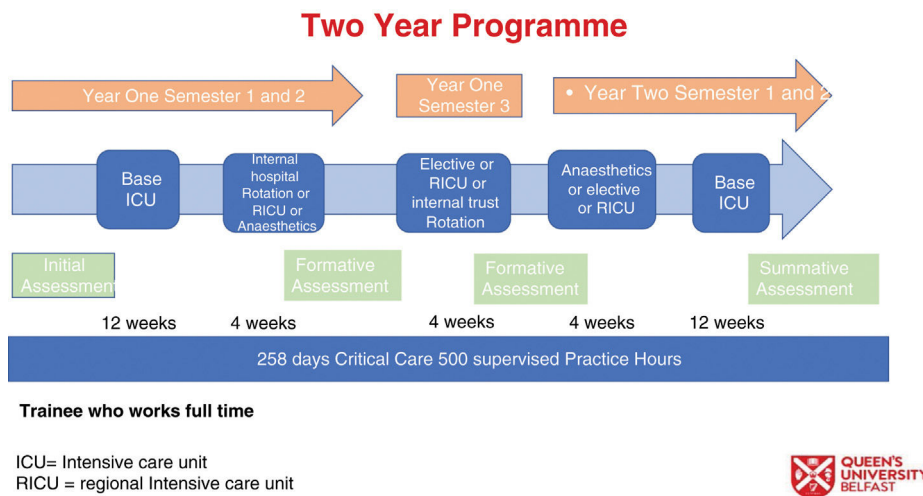 Two Year Programme
Year One Semester 1 and 2
Year One
Semester 3
• Year Two Semester 1 and 2
Base
ICU
Internal
hospital
Rotation or
RICU or
Anaesthetics
Elective or
RICU or
internal trust
Rotation
Anaesthetics
or elective
or RICU
Base
ICU
Initial
Assessment
Formative
Assessment
Formative
Assessment
Summative
Assessment
12 weeks
4 weeks
4 weeks
4 weeks
12 weeks
258 days Critical Care 500 supervised Practice Hours
Trainee who works full time
ICU= Intensive care unit
RICU = regional Intensive care unit
QUEEN'S
UNIVERSITY
BELFAST